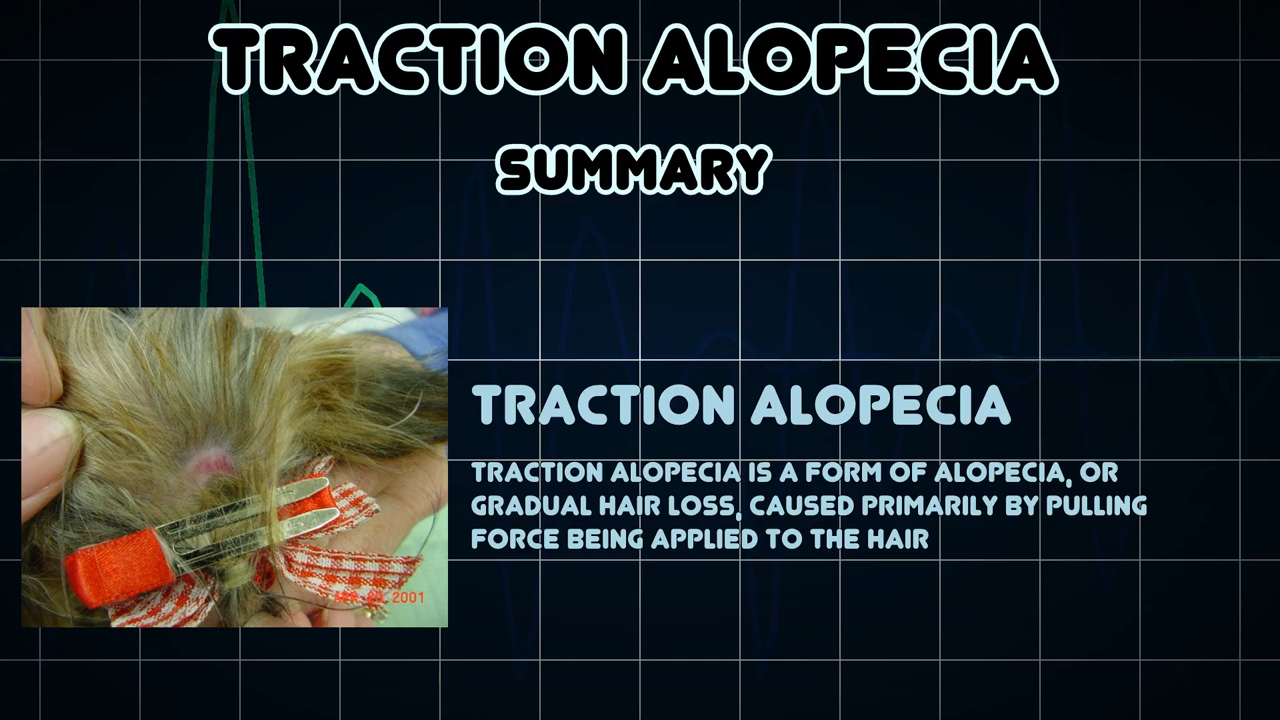 TRACTION ALOPECIA
SUMMARY
TRACTION ALOPECIA
TRACTION ALOPECIA IS A FORM OF ALOPECIA, OR
GRADUAL HAIR LOSS, CAUSED PRIMARILY BY PULLING
FORCE BEING APPLIED TO THE HAIR
2001